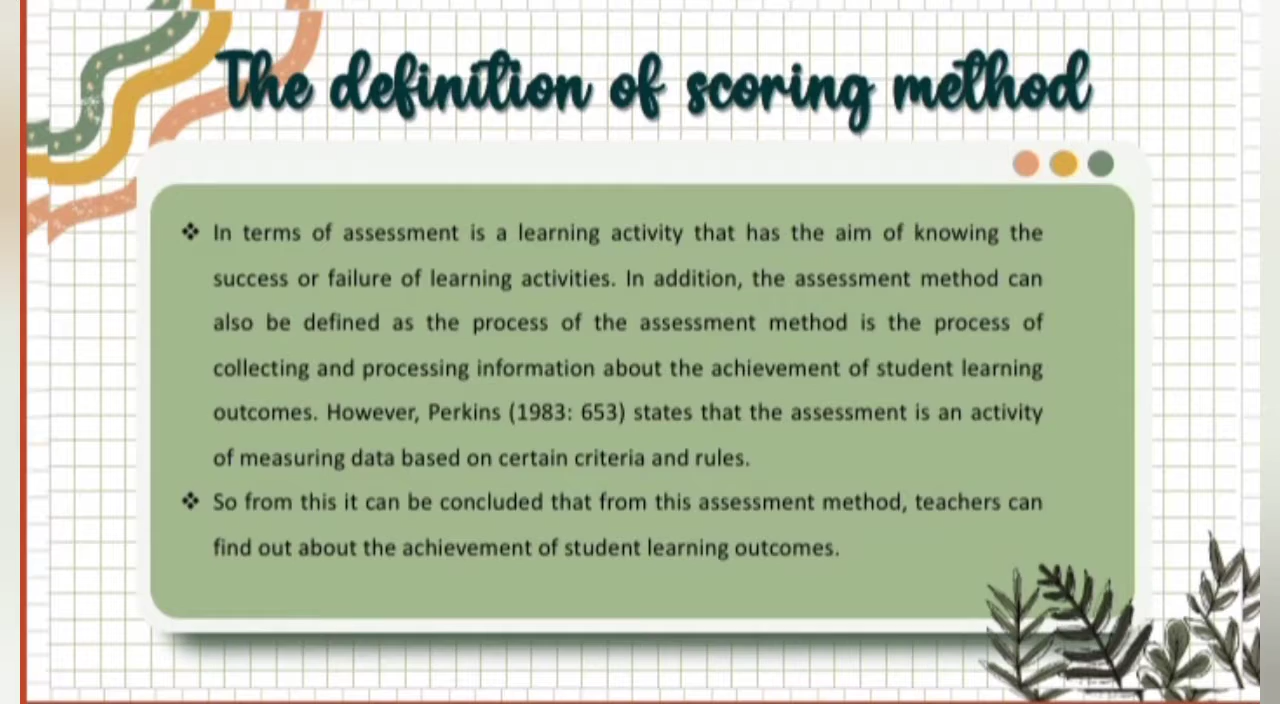 The definition of scoring method
❖ In terms of assessment is a learning activity that has the aim of knowing the
success or failure of learning activities. In addition, the assessment method can
also be defined as the process of the assessment method is the process of
collecting and processing information about the achievement of student learning
outcomes. However, Perkins (1983: 653) states that the assessment is an activity
of measuring data based on certain criteria and rules.
❖ So from this it can be concluded that from this assessment method, teachers can
find out about the achievement of student learning outcomes.